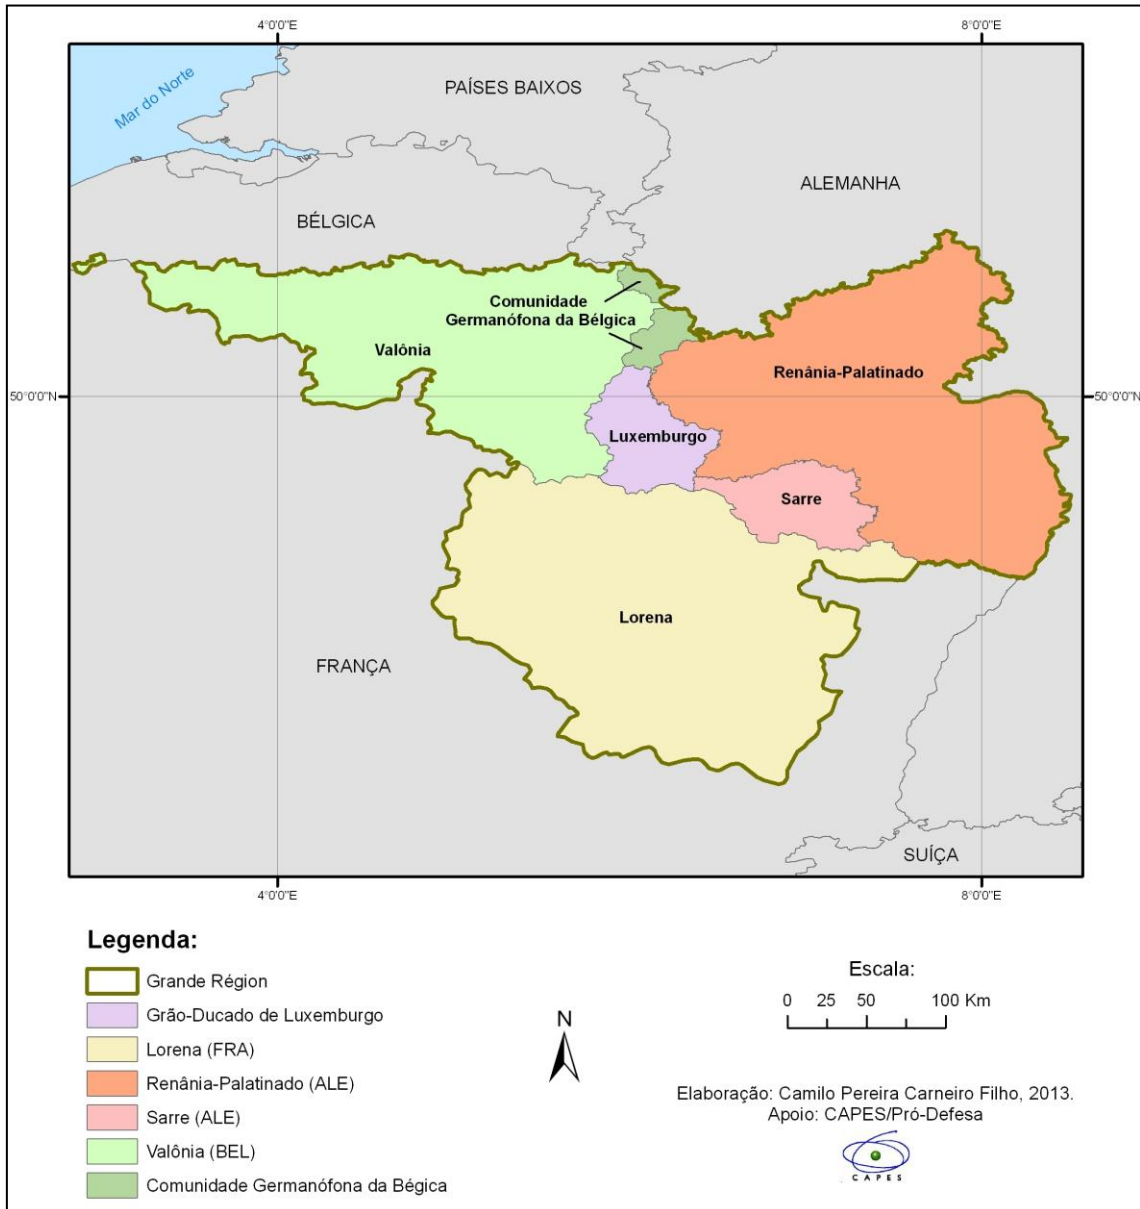 4°0'0"E
8°0'0"E
Mar do Norte
PAÍSES BAIXOS
ALEMANHA
BÉLGICA
Comunidade
Germanófona da Bélgica
Valônia
Renânia-Palatinado
50°0'0"N
50°0'0"N
Luxemburgo
Sarre
Lorena
FRANÇA
SUÍÇA
4°0'0"E
8°0'0"E
Legenda:
Grande Région
Grão-Ducado de Luxemburgo
Lorena (FRA)
Renânia-Palatinado (ALE)
Sarre (ALE)
Valônia (BEL)
Comunidade Germanófona da Bégica
N
Escala:
0 25 50 100 Km
Elaboração: Camilo Pereira Carneiro Filho, 2013.
Apoio: CAPES/Pró-Defesa
CAPES